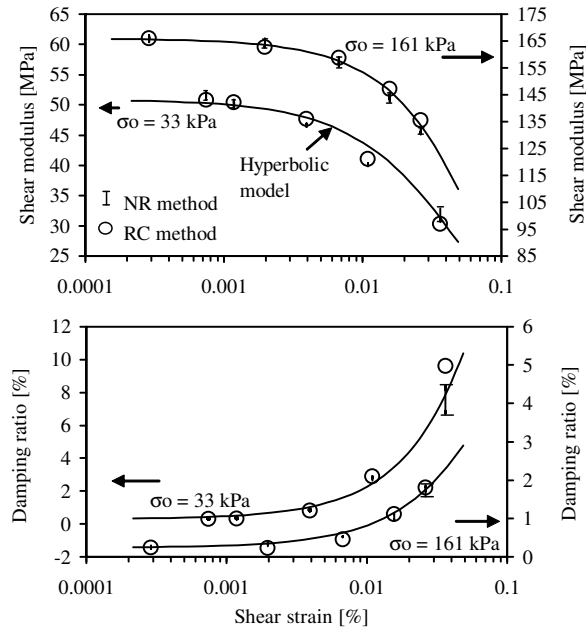 Shear modulus [MPa]
65
60
55
50
45
40
35
30
25
175
165
155
145
135
125
115
105
95
85
Shear modulus [MPa]
σo = 161 kPa
σo = 33 kPa
Hyperbolic
model
NR method
RC method
0.0001 0.001 0.01 0.1
Damping ratio [%]
12
10
8
6
4
2
0
-2
6
5
4
3
2
1
0
Damping ratio [%]
σo = 33 kPa
σo = 161 kPa
0.0001 0.001 0.01 0.1
Shear strain [%]